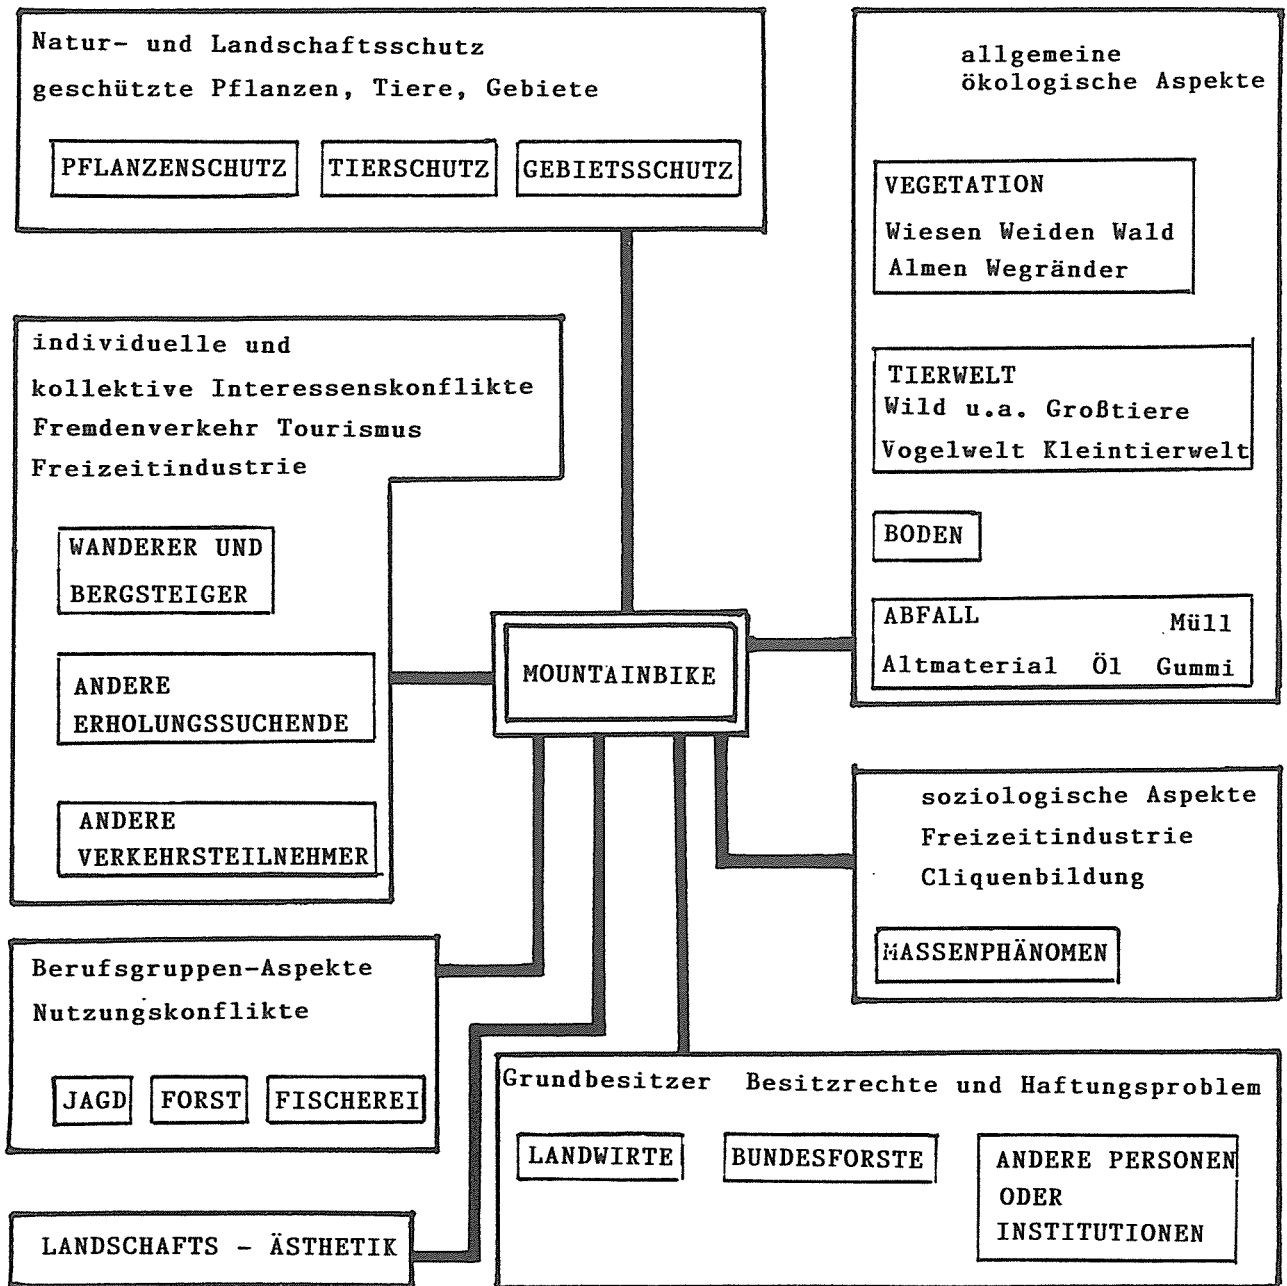 Natur- und Landschaftsschutz
geschützte Pflanzen, Tiere, Gebiete
PFLANZENSCHUTZ TIERSCHUTZ GEBIETSSCHUTZ
allgemeine
ökologische Aspekte
VEGETATION
Wiesen Weiden Wald
Almen Wegränder
TIERWELT
Wild u.a. Großtiere
Vogelwelt Kleintierwelt
BODEN
ABFALL Müll
Altmaterial Öl Gummi
individuelle und
kollektive Interessenskonflikte
Fremdenverkehr Tourismus
Freizeitindustrie
WANDERER UND
BERGSTEIGER
ANDERE
ERHOLUNGSSUCHENDE
ANDERE
VERKEHRSTEILNEHMER
MOUNTAINBIKE
soziologische Aspekte
Freizeitindustrie
Cliquenbildung
MASSENPHÄNOMEN
Berufsgruppen-Aspekte
Nutzungskonflikte
JAGD FORST FISCHEREI
Grundbesitzer Besitzrechte und Haftungsproblem
LANDWIRTE BUNDESFORSTE ANDERE PERSONEN
ODER
INSTITUTIONEN
LANDSCHAFTS - ÄSTHETIK